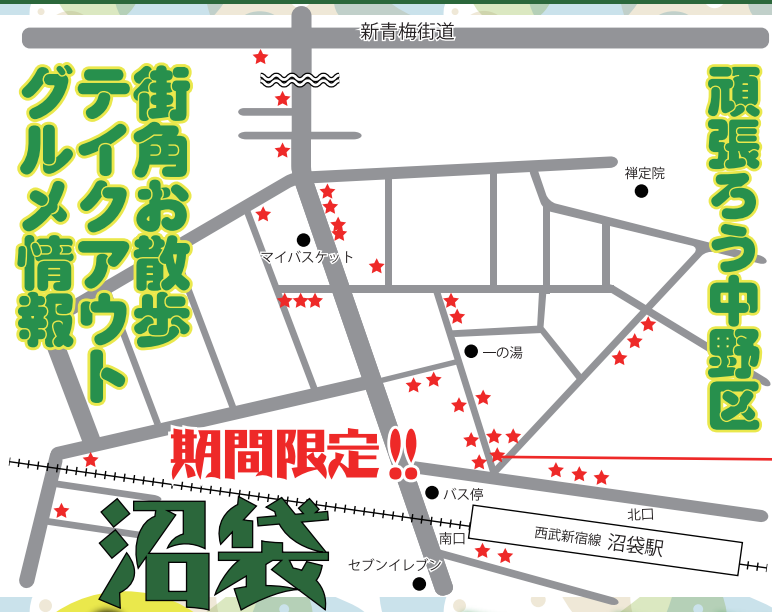 新青梅街道
頑張ろう中野区
街角お散歩
テイクアウト
グルメ情報
禅定院
マイバスケット
一の湯
期間限定!!
バス停
北口
西武新宿線 沼袋駅
南口
沼袋
セブンイレブン